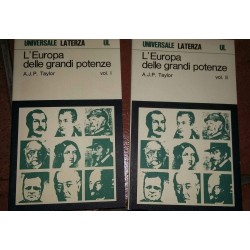 UNIVERSALE LATERZA UL
L'Europa
delle grandi potenze
A.J.P. Taylor vol. I
UNIVERSALE LATERZA UL
L'Europa
delle grandi potenze
A.J.P. Taylor vol. II